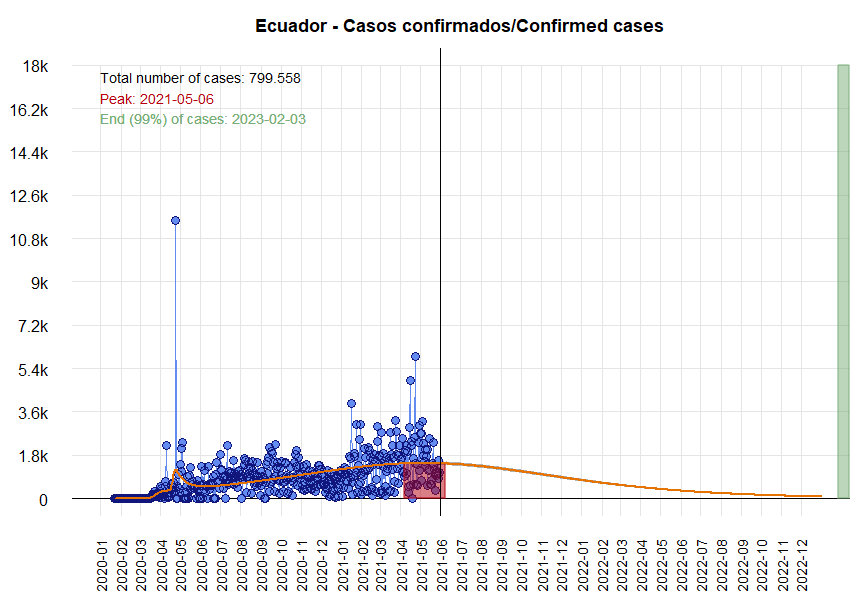 Ecuador - Casos confirmados/Confirmed cases
18k
Total number of cases: 799.558
Peak: 2021-05-06
End (99%) of cases: 2023-02-03
16.2k
14.4k
12.6k
10.8k
9k
7.2k
5.4k
3.6k
1.8k
0
2020-01
2020-02
2020-03
2020-04
2020-05
2020-06
2020-07
2020-08
2020-09
2020-10
2020-11
2020-12
2021-01
2021-02
2021-03
2021-04
2021-05
2021-06
2021-07
2021-08
2021-09
2021-10
2021-11
2021-12
2022-01
2022-02
2022-03
2022-04
2022-05
2022-06
2022-07
2022-08
2022-09
2022-10
2022-11
2022-12